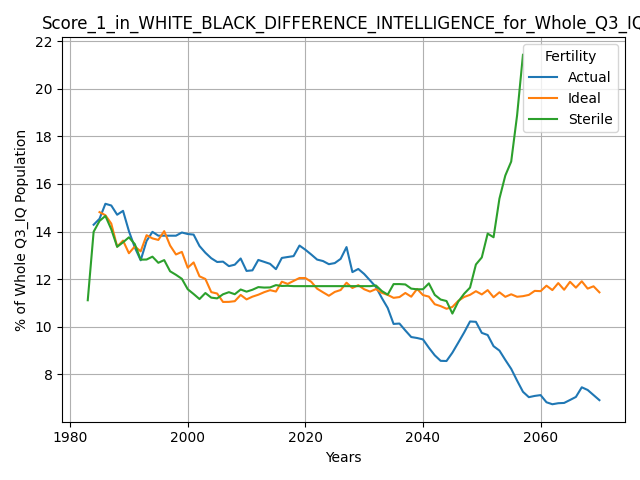 Score_1_in_WHITE_BLACK_DIFFERENCE_INTELLIGENCE_for_Whole_Q3_IQ
% of Whole Q3_IQ Population
22
20
18
16
14
12
10
8
Fertility
Actual
Ideal
Sterile
1980 2000 2020 2040 2060
Years